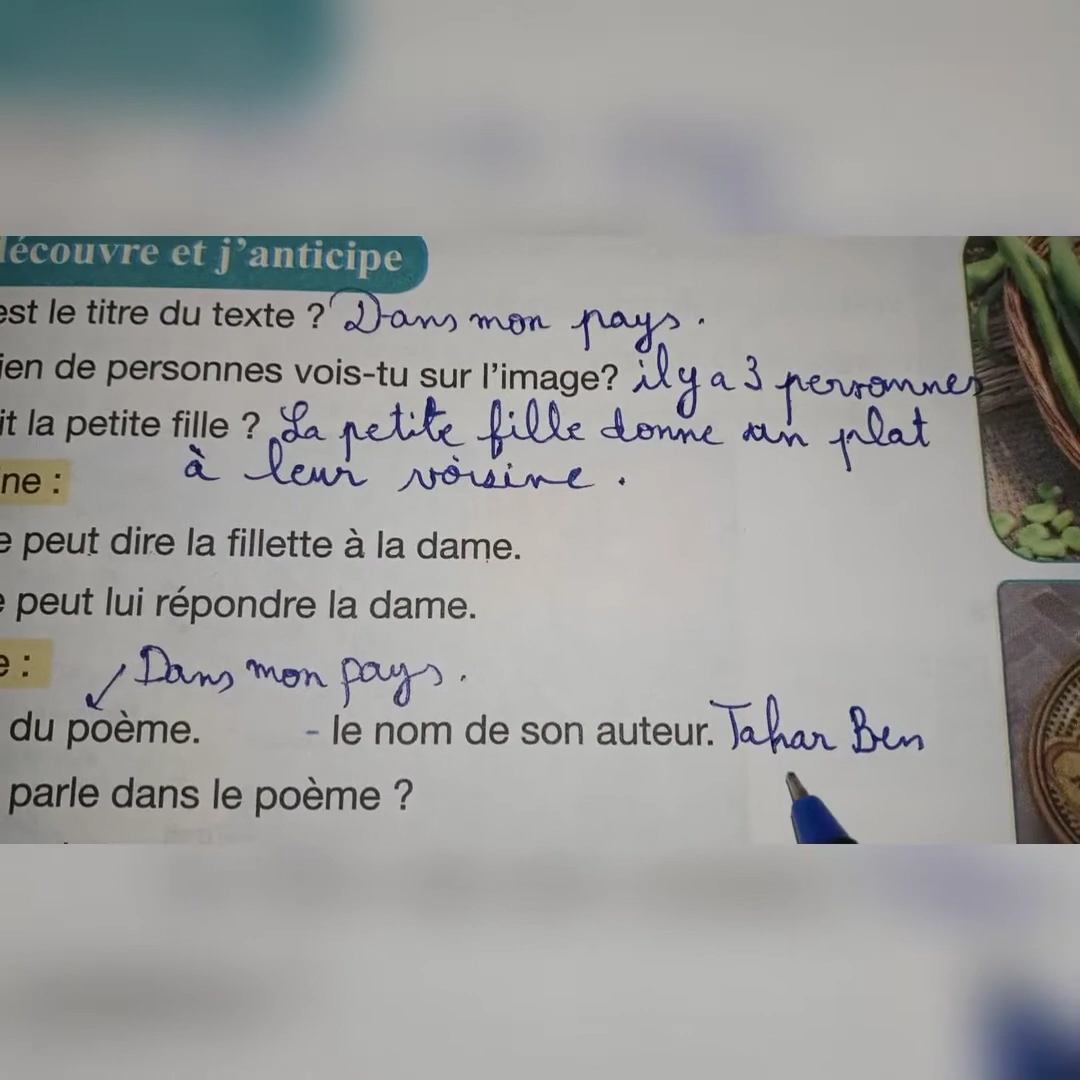 découvre et j'anticipe
est le titre du texte ? Dans mon pays.
ien de personnes vois-tu sur l'image? il y a 3 personnes
it la petite fille ? La petite fille donne un plat
à leur voisine.
ne :
e peut dire la fillette à la dame.
e peut lui répondre la dame.
e : Dans mon pays.
du poème. - le nom de son auteur. Tahar Ben
parle dans le poème ?